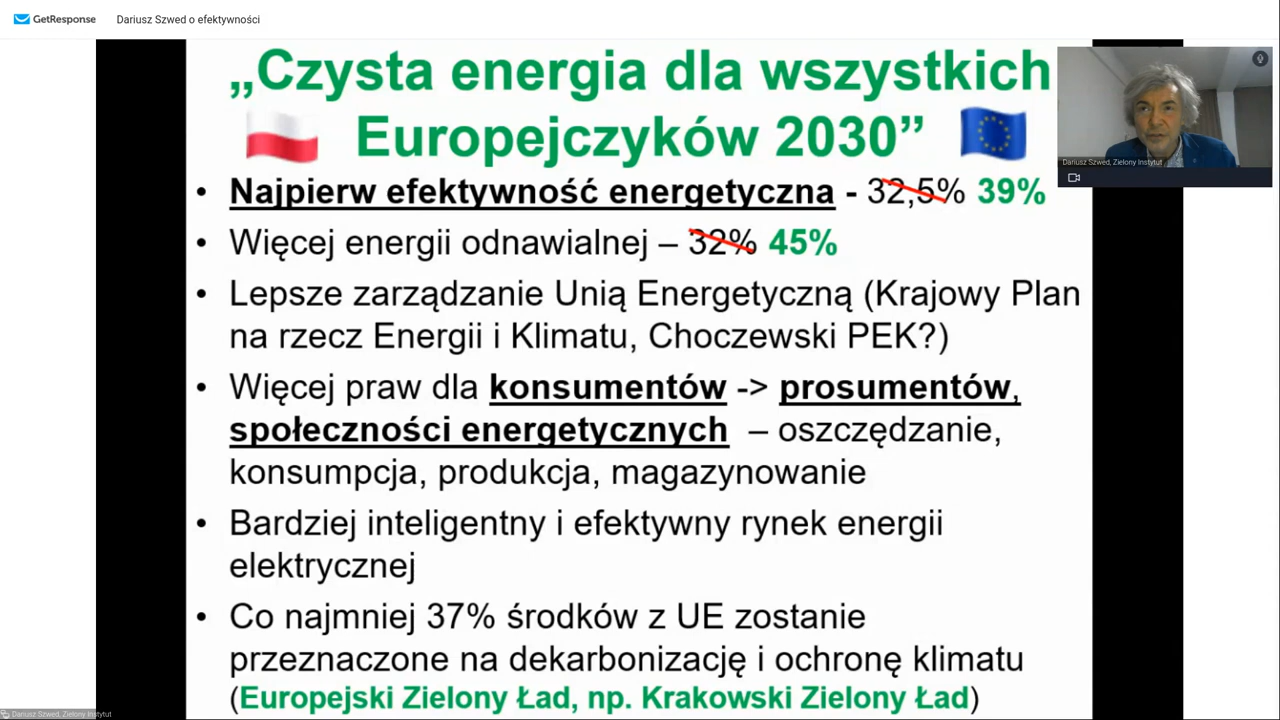 GetResponse Dariusz Szwed o efektywności
„Czysta energia dla wszystkich
Europejczyków 2030”
• Najpierw efektywność energetyczna - 32,5% 39%
• Więcej energii odnawialnej – 32% 45%
• Lepsze zarządzanie Unią Energetyczną (Krajowy Plan
na rzecz Energii i Klimatu, Choczewski PEK?)
• Więcej praw dla konsumentów -> prosumentów,
społeczności energetycznych – oszczędzanie,
konsumpcja, produkcja, magazynowanie
• Bardziej inteligentny i efektywny rynek energii
elektrycznej
• Co najmniej 37% środków z UE zostanie
przeznaczone na dekarbonizację i ochronę klimatu
(Europejski Zielony Ład, np. Krakowski Zielony Ład)
Dariusz Szwed, Zielony Instytut
Dariusz Szwed, Zielony Instytut